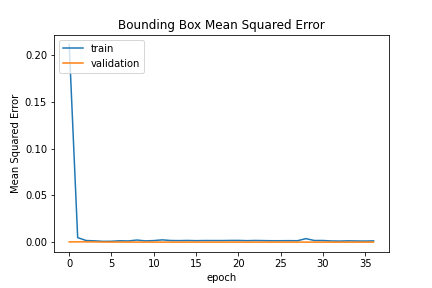 Bounding Box Mean Squared Error
train
validation
Mean Squared Error
0.20
0.15
0.10
0.05
0.00
0 5 10 15 20 25 30 35
epoch